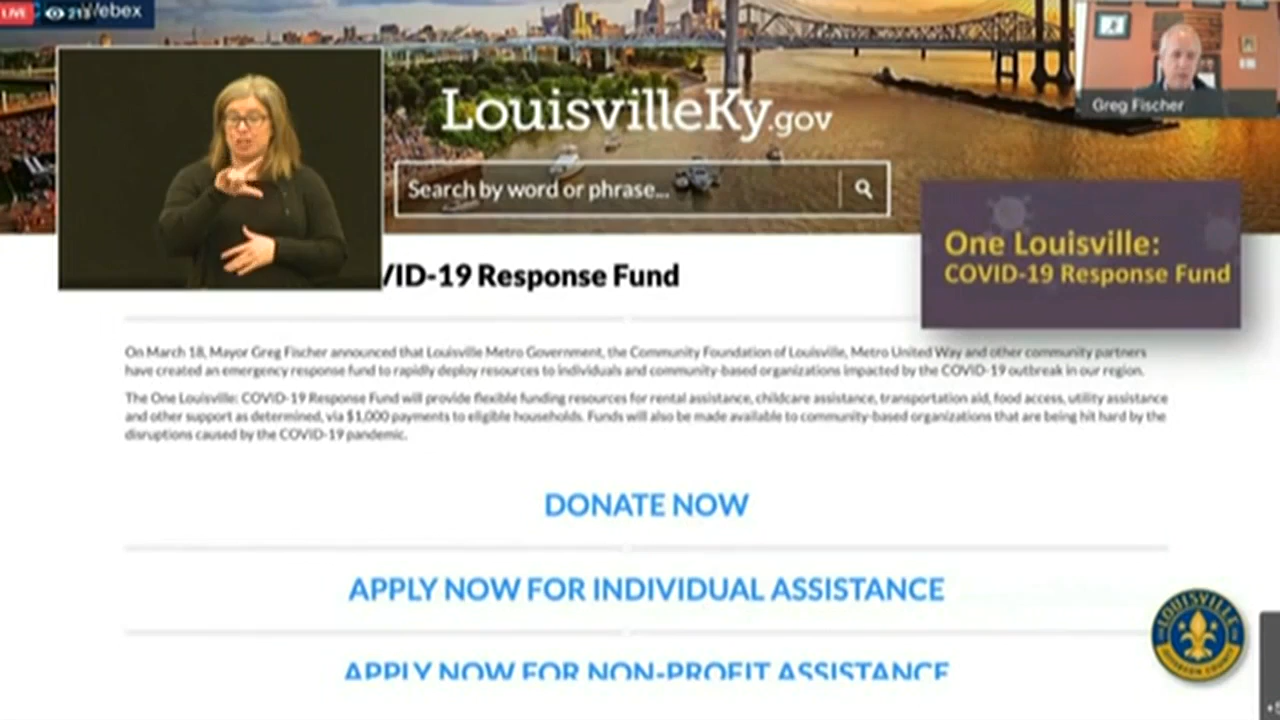 LIVE
Webex
Greg Fischer
LouisvilleKy.gov
Search by word or phrase...
One Louisville:
COVID-19 Response Fund
/ID-19 Response Fund
On March 18, Mayor Greg Fischer announced that Louisville Metro Government, the Community Foundation of Louisville, Metro United Way and other community partners
have created an emergency response fund to rapidly deploy resources to individuals and community-based organizations impacted by the COVID-19 outbreak in our region.
The One Louisville: COVID-19 Response Fund will provide flexible funding resources for rental assistance, childcare assistance, transportation aid, food access, utility assistance
and other support as determined, via $1,000 payments to eligible households. Funds will also be made available to community-based organizations that are being hit hard by the
disruptions caused by the COVID-19 pandemic.
DONATE NOW
APPLY NOW FOR INDIVIDUAL ASSISTANCE
APPLY NOW FOR NON-PROFIT ASSISTANCE
LOUISVILLE
JEFFERSON COUNTY